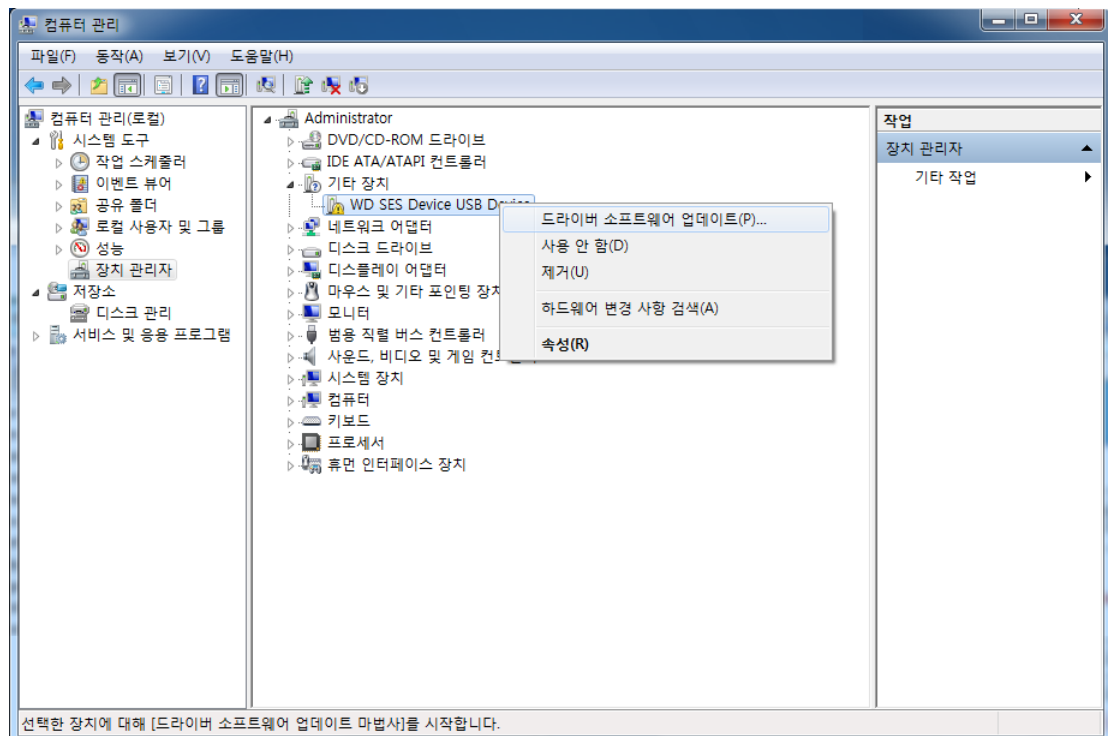 컴퓨터 관리
파일(F) 동작(A) 보기(V) 도움말(H)
컴퓨터 관리(로컬)
시스템 도구
작업 스케줄러
이벤트 뷰어
공유 폴더
로컬 사용자 및 그룹
성능
장치 관리자
저장소
디스크 관리
서비스 및 응용 프로그램
Administrator
DVD/CD-ROM 드라이브
IDE ATA/ATAPI 컨트롤러
기타 장치
WD SES Device USB Device
네트워크 어댑터
디스크 드라이브
디스플레이 어댑터
마우스 및 기타 포인팅 장치
모니터
범용 직렬 버스 컨트롤러
사운드, 비디오 및 게임
시스템 장치
컴퓨터
키보드
프로세서
휴먼 인터페이스 장치
드라이버 소프트웨어 업데이트(P)...
사용 안 함(D)
제거(U)
하드웨어 변경 사항 검색(A)
속성(R)
작업
장치 관리자
기타 작업
선택한 장치에 대해 [드라이버 소프트웨어 업데이트 마법사]를 시작합니다.